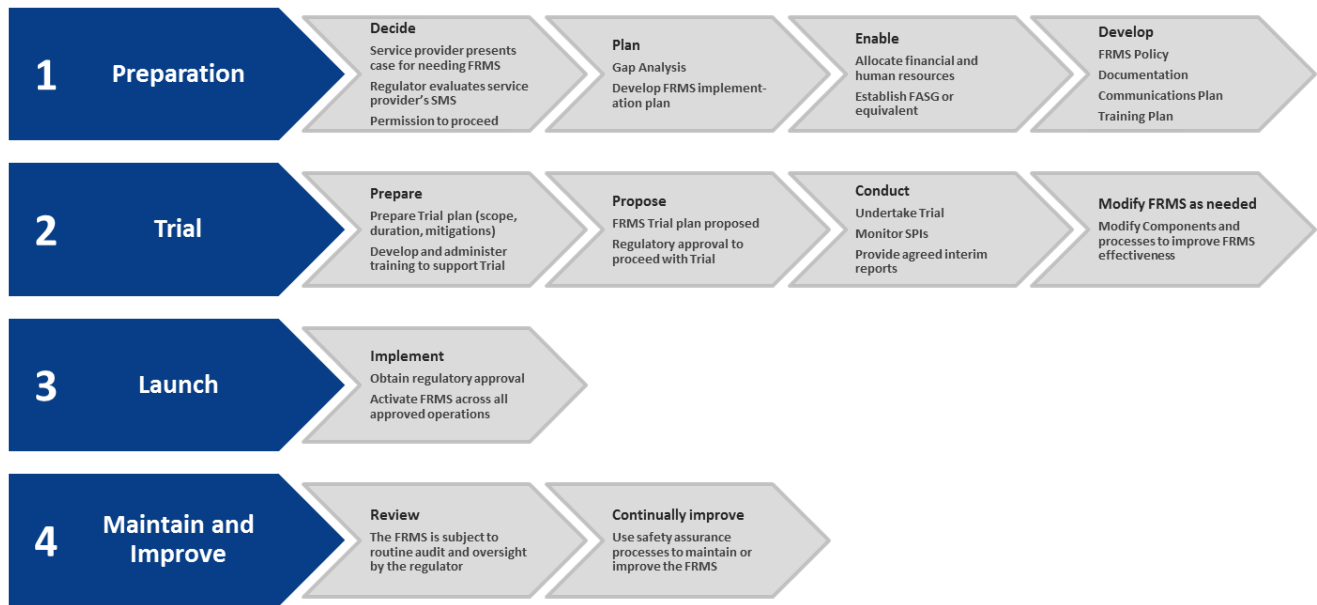 1
Preparation
Decide
Service provider presents
case for needing FRMS
Regulator evaluates service
provider's SMS
Permission to proceed
Plan
Gap Analysis
Develop FRMS implement-
ation plan
Enable
Allocate financial and
human resources
Establish FASG or
equivalent
Develop
FRMS Policy
Documentation
Communications Plan
Training Plan
2
Trial
Prepare
Prepare Trial plan (scope,
duration, mitigations)
Develop and administer
training to support Trial
Propose
FRMS Trial plan proposed
Regulatory approval to
proceed with Trial
Conduct
Undertake Trial
Monitor SPIs
Provide agreed interim
reports
Modify FRMS as needed
Modify Components and
processes to improve FRMS
effectiveness
3
Launch
Implement
Obtain regulatory approval
Activate FRMS across all
approved operations
4
Maintain and
Improve
Review
The FRMS is subject to
routine audit and oversight
by the regulator
Continually improve
Use safety assurance
processes to maintain or
improve the FRMS